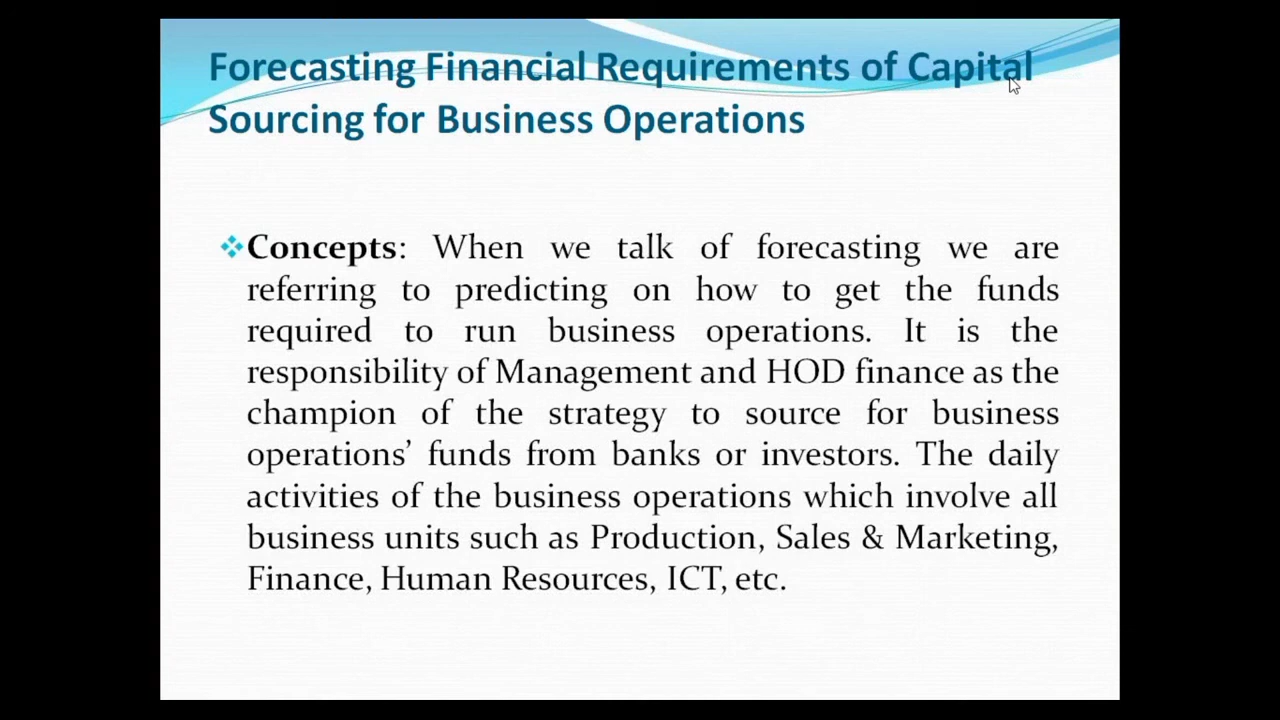 Forecasting Financial Requirements of Capital
Sourcing for Business Operations
Concepts: When we talk of forecasting we are
referring to predicting on how to get the funds
required to run business operations. It is the
responsibility of Management and HOD finance as the
champion of the strategy to source for business
operations’ funds from banks or investors. The daily
activities of the business operations which involve all
business units such as Production, Sales & Marketing,
Finance, Human Resources, ICT, etc.